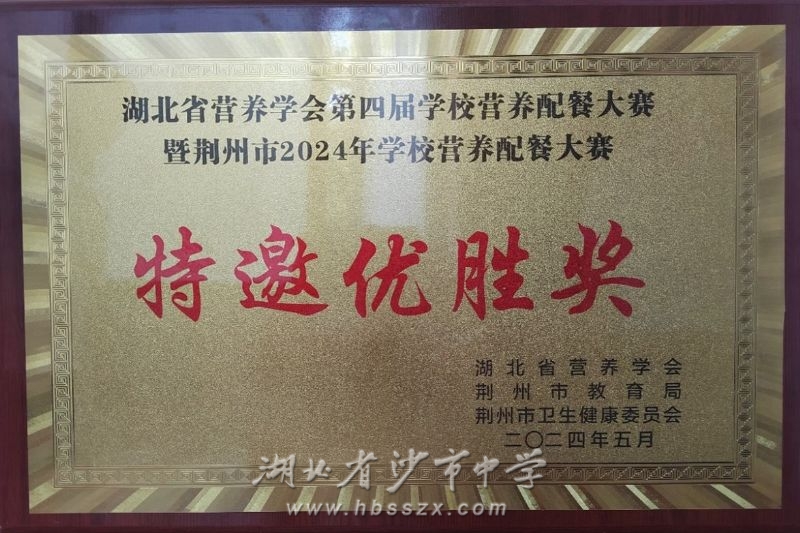 湖北省营养学会第四届学校营养配餐大赛
暨荆州市2024年学校营养配餐大赛
特邀优胜奖
湖北省营养学会
荆州市教育局
荆州市卫生健康委员会
二〇二四年五月
湖北省沙市中学
www.hbsszx.com